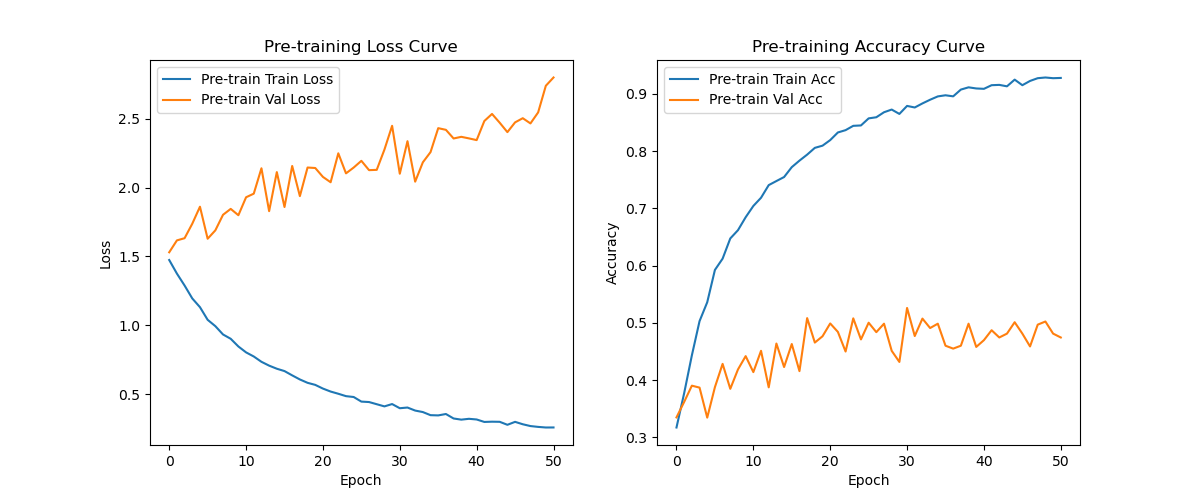 Pre-training Loss Curve
Pre-train Train Loss
Pre-train Val Loss
2.5
2.0
1.5
1.0
0.5
Loss
0 10 20 30 40 50
Epoch
Pre-training Accuracy Curve
Pre-train Train Acc
Pre-train Val Acc
0.9
0.8
0.7
0.6
0.5
0.4
0.3
Accuracy
0 10 20 30 40 50
Epoch